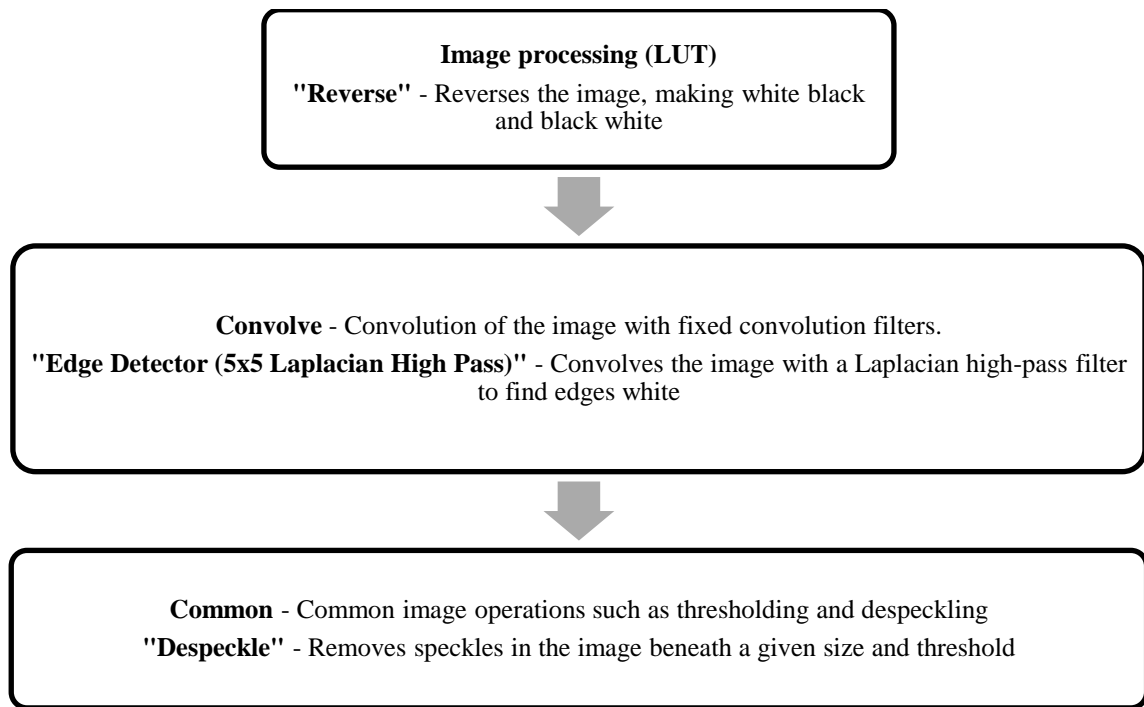 Image processing (LUT)
"Reverse" - Reverses the image, making white black
and black white
Convolve - Convolution of the image with fixed convolution filters.
"Edge Detector (5x5 Laplacian High Pass)" - Convolves the image with a Laplacian high-pass filter
to find edges white
Common - Common image operations such as thresholding and despeckling
"Despeckle" - Removes speckles in the image beneath a given size and threshold